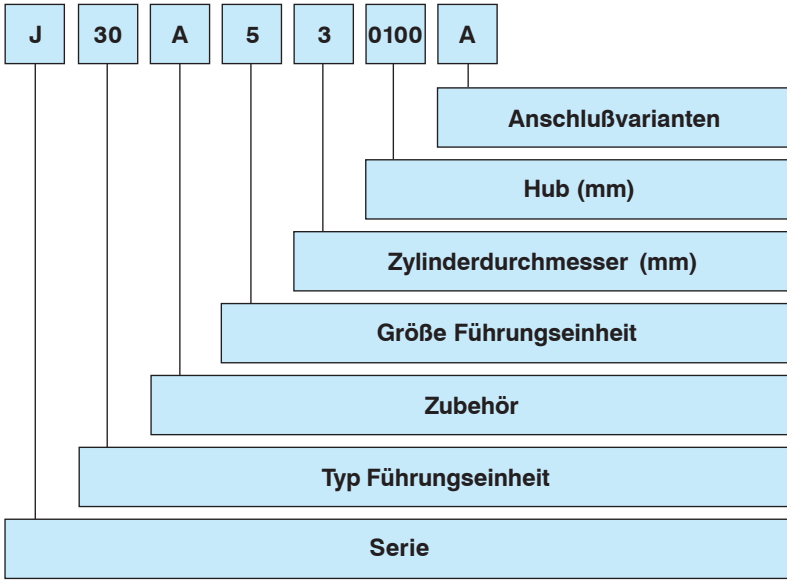 J 30 A 5 3 0100 A
Anschlußvarianten
Hub (mm)
Zylinderdurchmesser (mm)
Größe Führungseinheit
Zubehör
Typ Führungseinheit
Serie